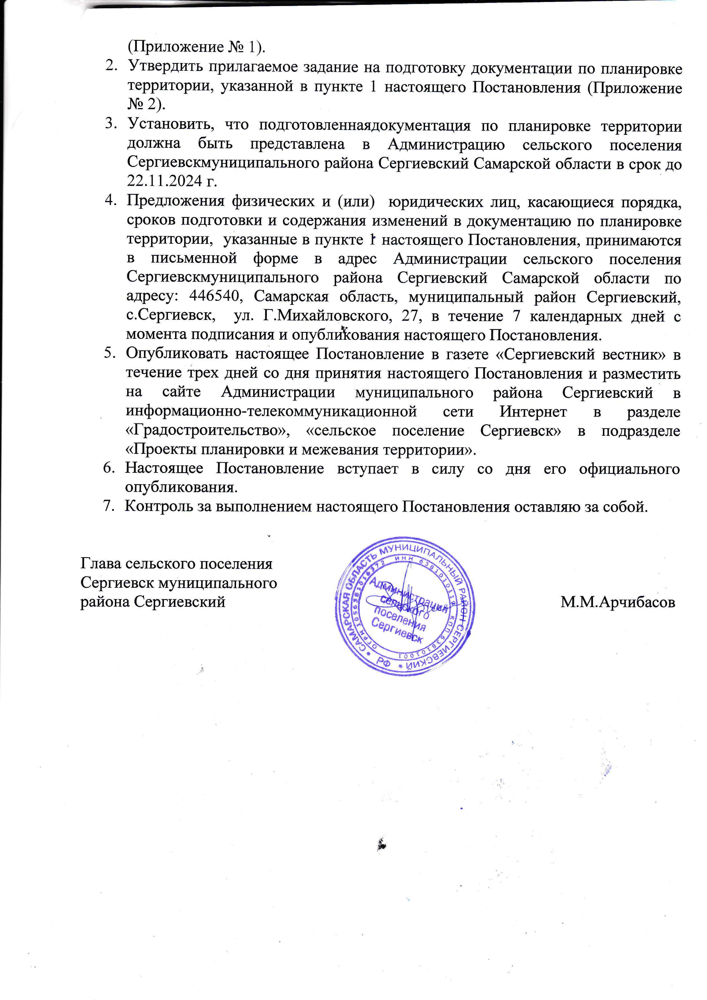 (Приложение № 1).
2. Утвердить прилагаемое задание на подготовку документации по планировке
территории, указанной в пункте 1 настоящего Постановления (Приложение
№ 2).
3. Установить, что подготовленнаядокументация по планировке территории
должна быть представлена в Администрацию сельского поселения
Сергиевскмуниципального района Сергиевский Самарской области в срок до
22.11.2024 г.
4. Предложения физических и (или) юридических лиц, касающиеся порядка,
сроков подготовки и содержания изменений в документацию по планировке
территории, указанные в пункте 1 настоящего Постановления, принимаются
в письменной форме в адрес Администрации сельского поселения
Сергиевскмуниципального района Сергиевский Самарской области по
адресу: 446540, Самарская область, муниципальный район Сергиевский,
с.Сергиевск, ул. Г.Михайловского, 27, в течение 7 календарных дней с
момента подписания и опубликования настоящего Постановления.
5. Опубликовать настоящее Постановление в газете «Сергиевский вестник» в
течение трех дней со дня принятия настоящего Постановления и разместить
на сайте Администрации муниципального района Сергиевский в
информационно-телекоммуникационной сети Интернет в разделе
«Градостроительство», «сельское поселение Сергиевск» в подразделе
«Проекты планировки и межевания территории».
6. Настоящее Постановление вступает в силу со дня его официального
опубликования.
7. Контроль за выполнением настоящего Постановления оставляю за собой.
Глава сельского поселения
Сергиевск муниципального
района Сергиевский
М.М.Арчибасов
* САМАРСКАЯ ОБЛАСТЬ МУНИЦИПАЛЬНЫЙ РАЙОН СЕРГИЕВСКИЙ * РФ
ОГРН 1056381016372 ИНН 6381010119 КПП 638101001
Администрация
сельского
поселения
Сергиевск